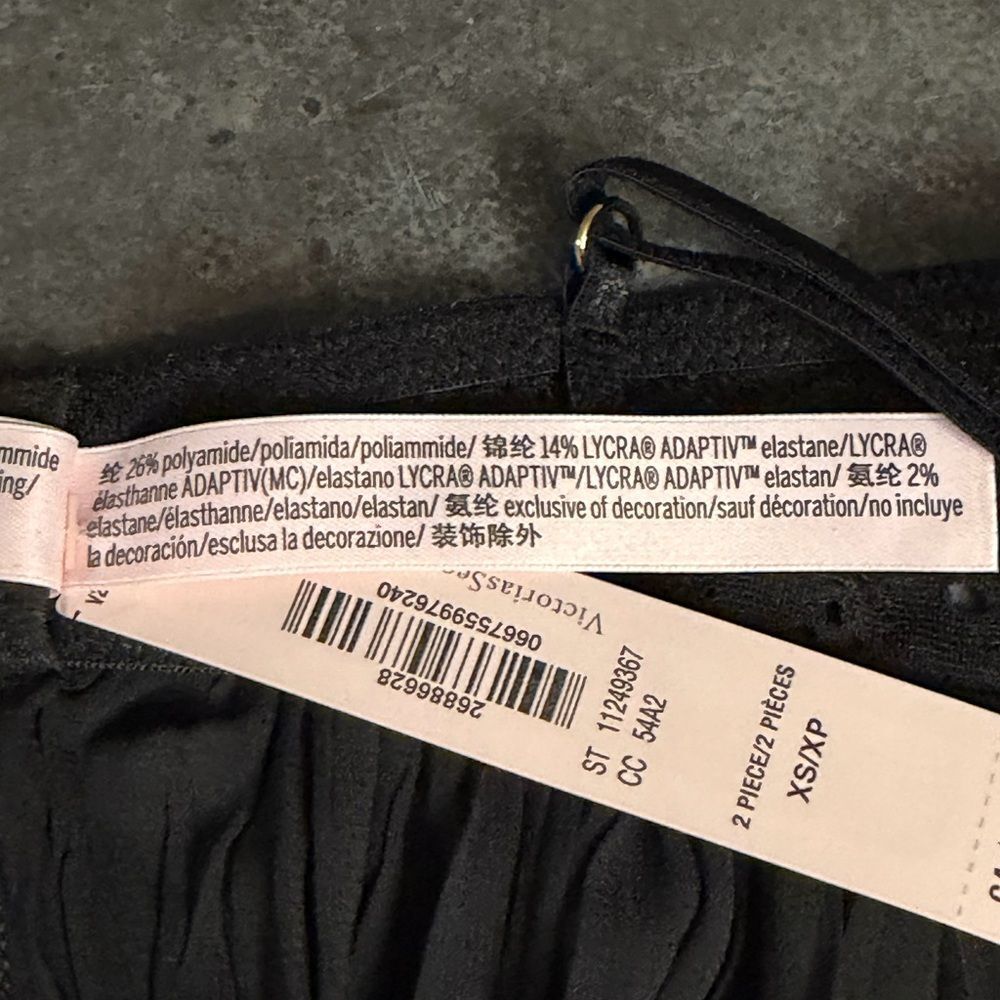 mmide
ing/
纶 26% polyamide/poliamida/poliammide/ 锦纶 14% LYCRA® ADAPTIV™ elastane/LYCRA®
élasthanne ADAPTIV(MC)/elastano LYCRA® ADAPTIV™/LYCRA® ADAPTIV™ elastan/ 氨纶 2%
elastane/élasthanne/elastano/elastan/ 氨纶 exclusive of decoration/sauf décoration/no incluye
la decoración/esclusa la decorazione/ 装饰除外
VictoriasSe
0667559976240
26886628
ST 11249367
CC 54A2
2 PIECE/2 PIÈCES
XS/XP